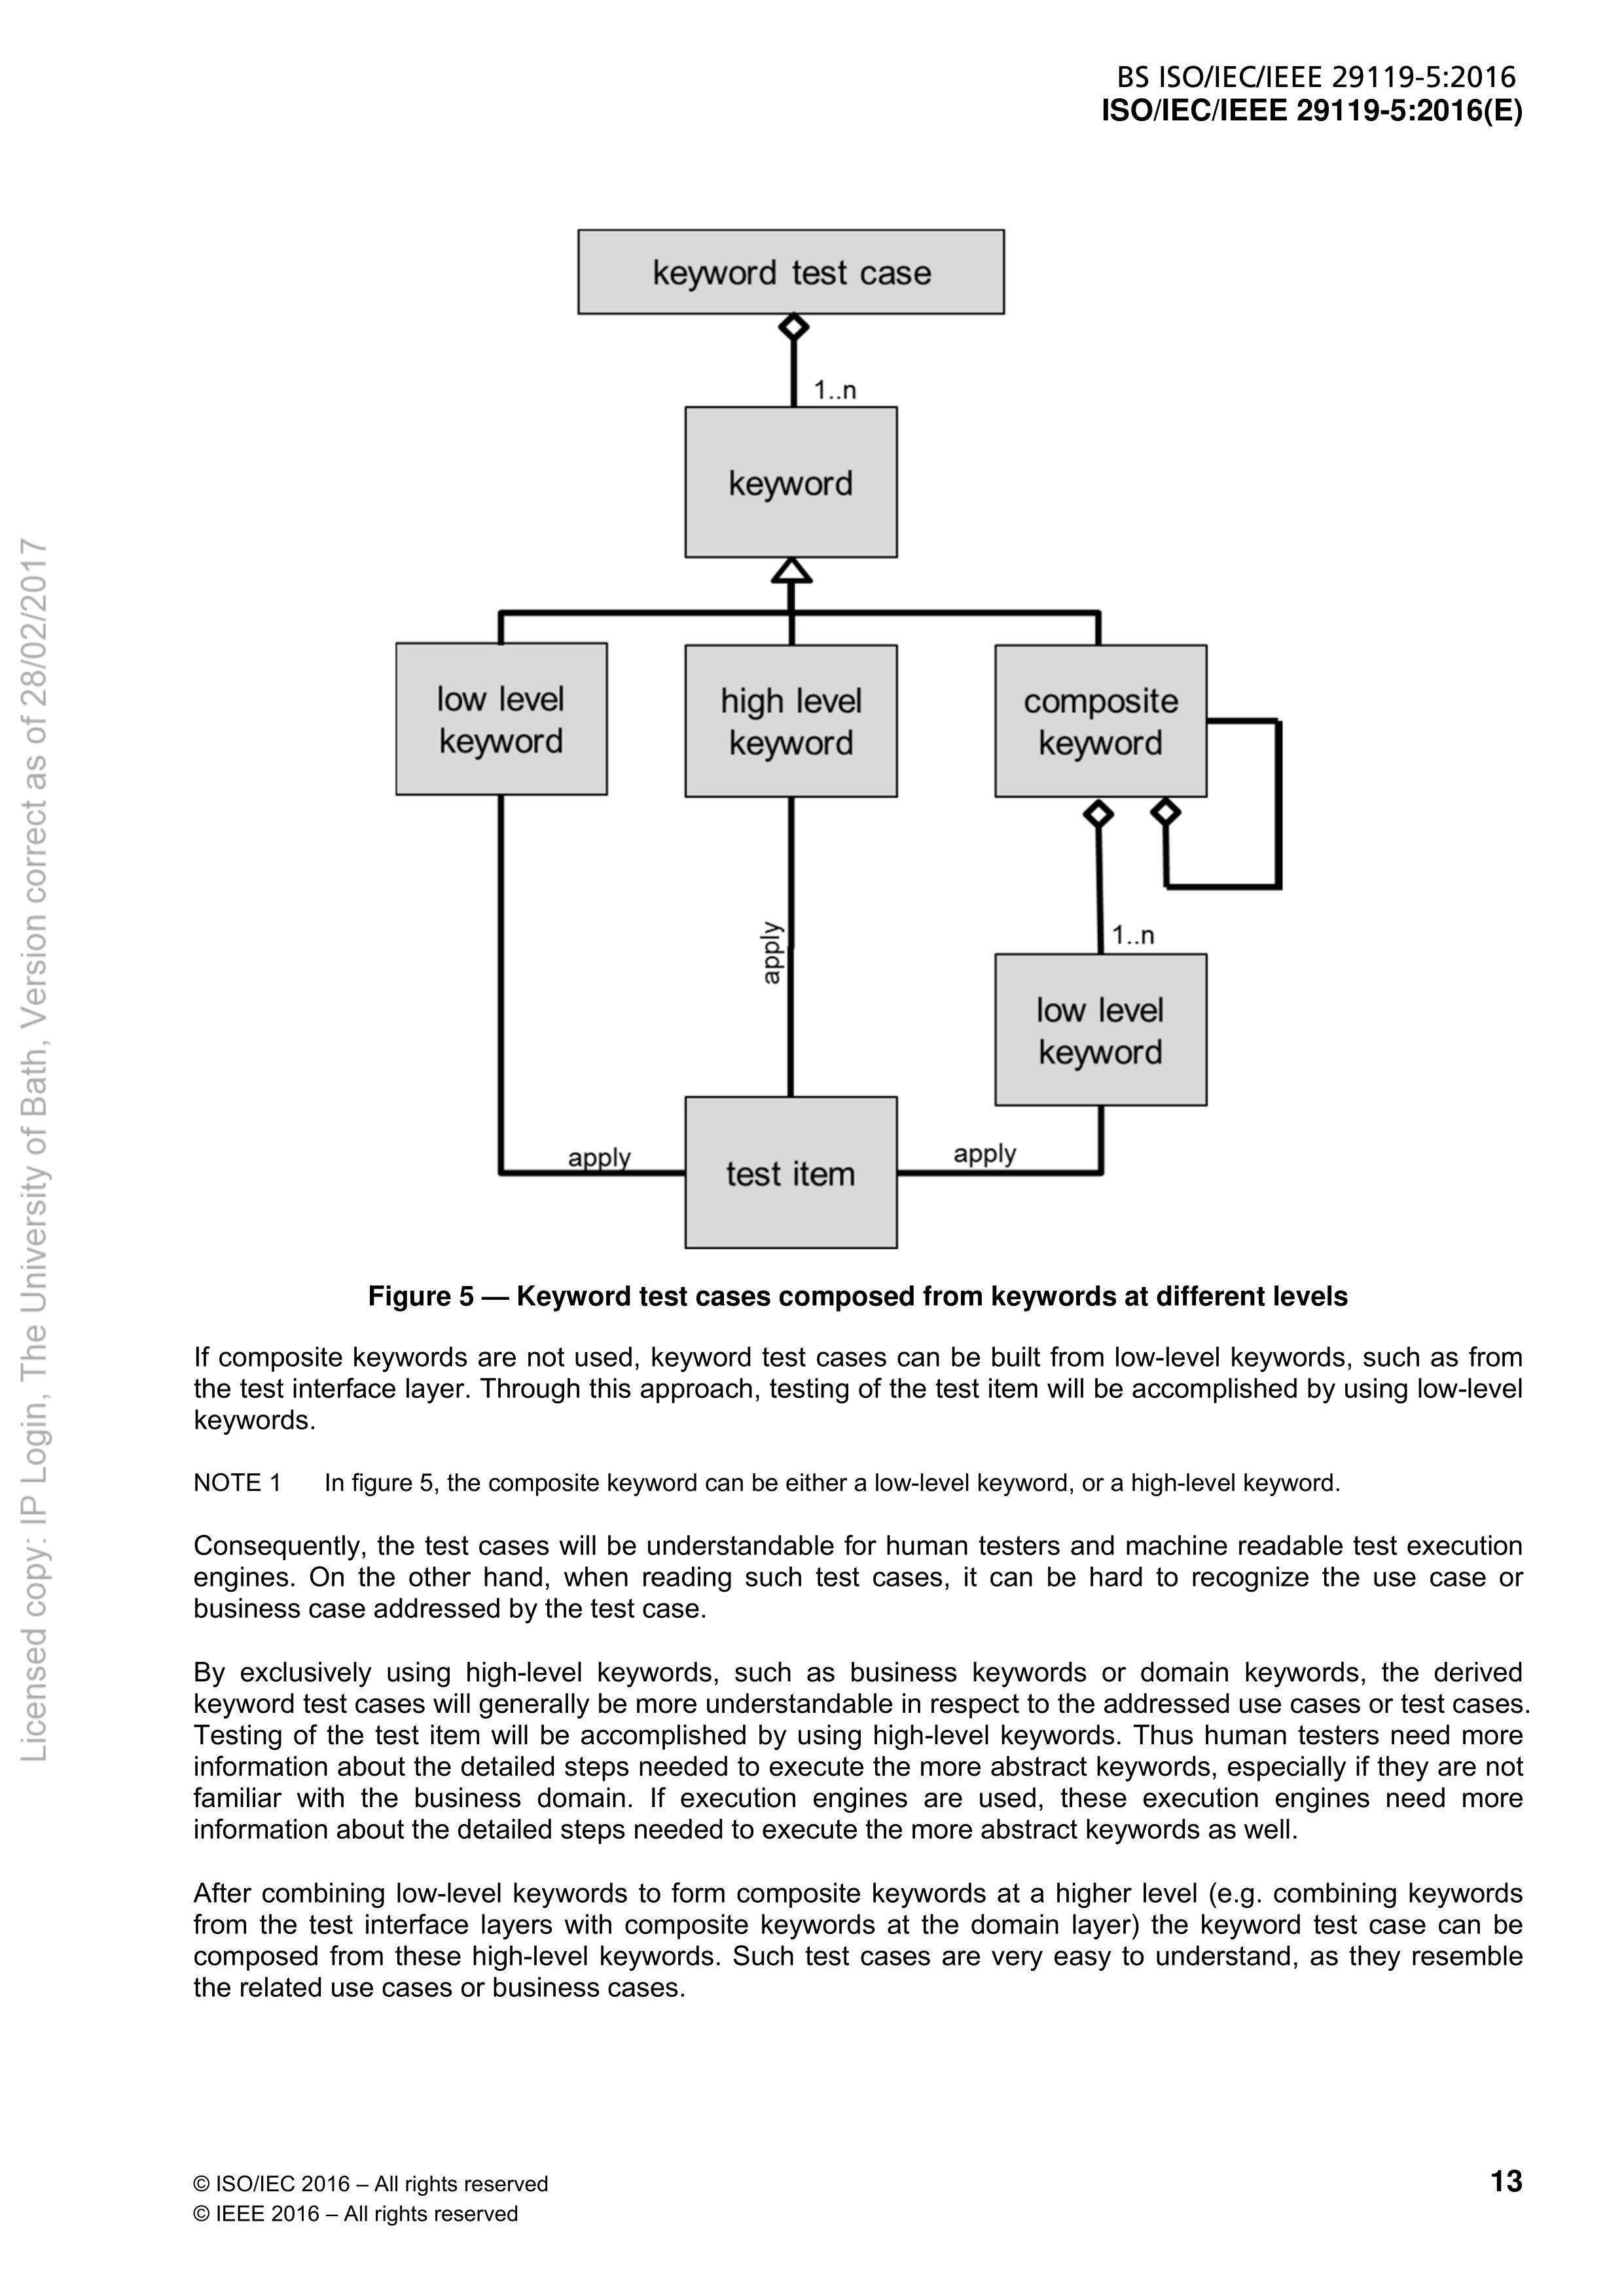 BS ISO/IEC/IEEE 29119-5:2016
ISO/IEC/IEEE 29119-5:2016(E)
Licensed copy: IP Login, The University of Bath, Version correct as of 28/02/2017
keyword test case
1..n
keyword
low level
keyword
high level
keyword
composite
keyword
apply
1..n
low level
keyword
apply
test item
apply
Figure 5 — Keyword test cases composed from keywords at different levels
If composite keywords are not used, keyword test cases can be built from low-level keywords, such as from
the test interface layer. Through this approach, testing of the test item will be accomplished by using low-level
keywords.
NOTE 1 In figure 5, the composite keyword can be either a low-level keyword, or a high-level keyword.
Consequently, the test cases will be understandable for human testers and machine readable test execution
engines. On the other hand, when reading such test cases, it can be hard to recognize the use case or
business case addressed by the test case.
By exclusively using high-level keywords, such as business keywords or domain keywords, the derived
keyword test cases will generally be more understandable in respect to the addressed use cases or test cases.
Testing of the test item will be accomplished by using high-level keywords. Thus human testers need more
information about the detailed steps needed to execute the more abstract keywords, especially if they are not
familiar with the business domain. If execution engines are used, these execution engines need more
information about the detailed steps needed to execute the more abstract keywords as well.
After combining low-level keywords to form composite keywords at a higher level (e.g. combining keywords
from the test interface layers with composite keywords at the domain layer) the keyword test case can be
composed from these high-level keywords. Such test cases are very easy to understand, as they resemble
the related use cases or business cases.
© ISO/IEC 2016 – All rights reserved
© IEEE 2016 – All rights reserved
13